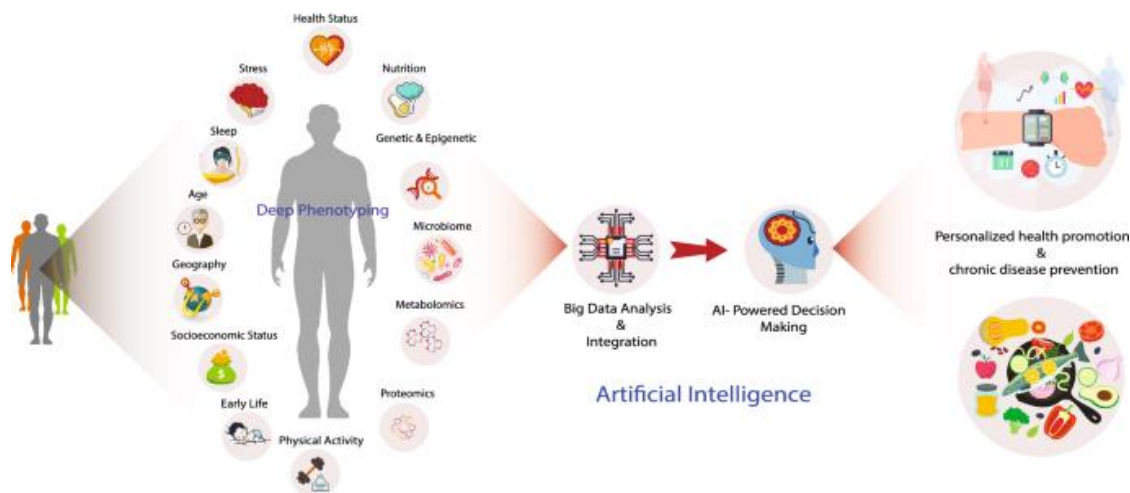 Health Status
Stress
Nutrition
Sleep
Genetic & Epigenetic
Age
Deep Phenotyping
Microbiome
Geography
Metabolomics
Socioeconomic Status
Proteomics
Early Life
Physical Activity
Big Data Analysis
&
Integration
AI- Powered Decision
Making
Artificial Intelligence
Personalized health promotion
&
chronic disease prevention
$